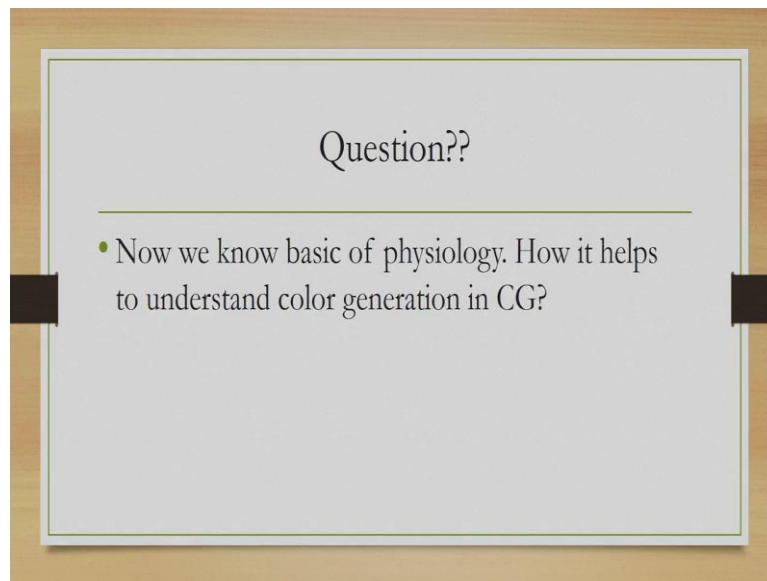 Question??
• Now we know basic of physiology. How it helps
to understand color generation in CG?